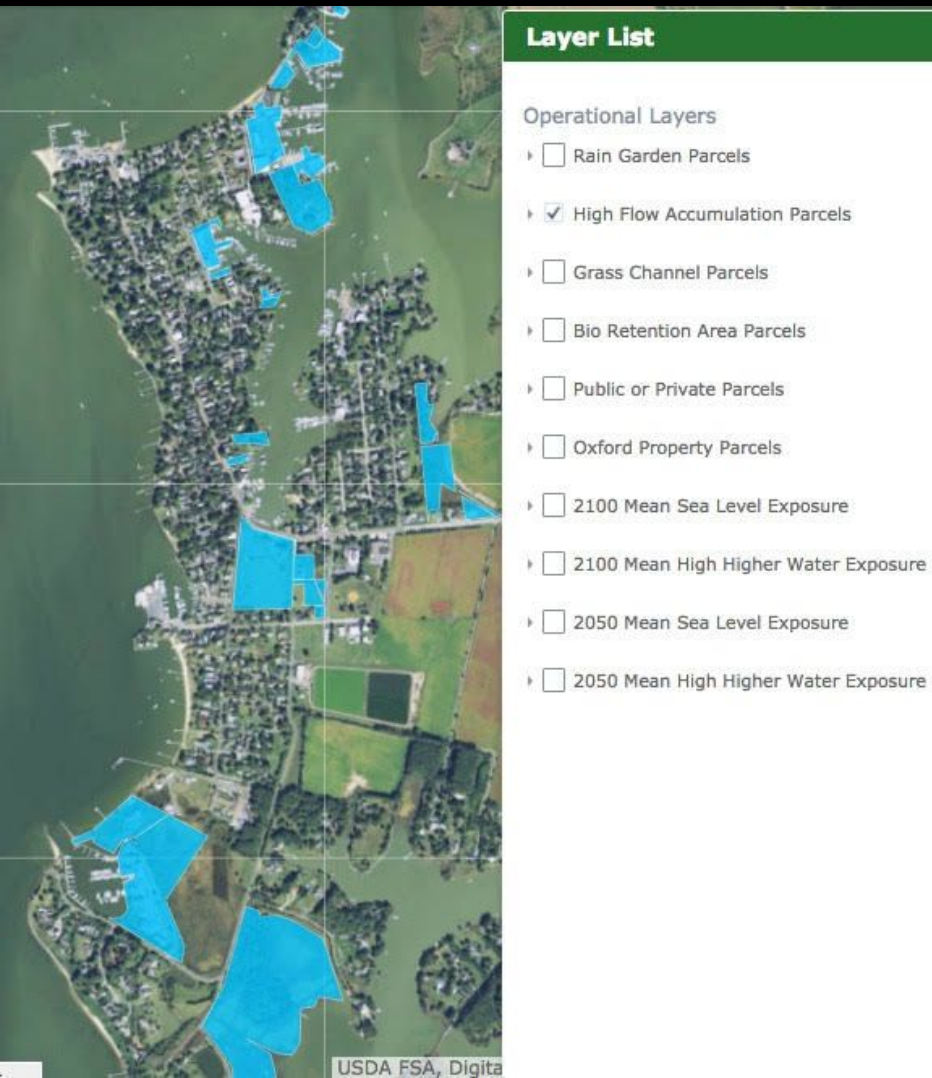 Layer List
Operational Layers
Rain Garden Parcels
High Flow Accumulation Parcels
Grass Channel Parcels
Bio Retention Area Parcels
Public or Private Parcels
Oxford Property Parcels
2100 Mean Sea Level Exposure
2100 Mean High Higher Water Exposure
2050 Mean Sea Level Exposure
2050 Mean High Higher Water Exposure
USDA FSA, Digita